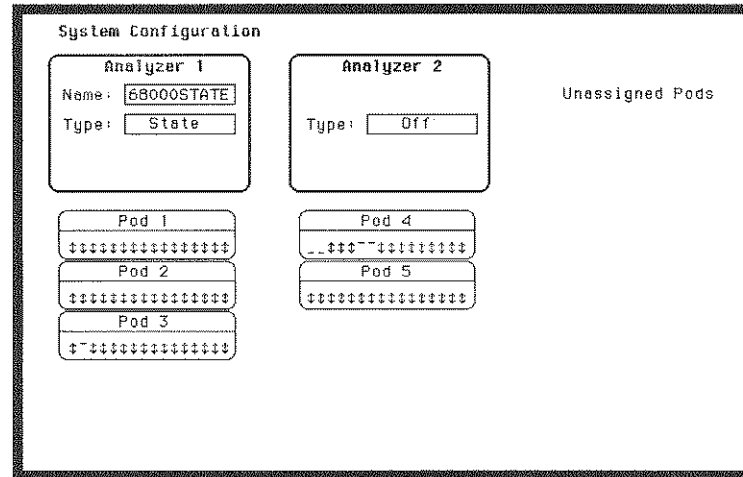 System Configuration
Analyzer 1
Name: 68000STATE
Type: State
Analyzer 2
Type: Off
Unassigned Pods
Pod 1
↕↕↕↕↕↕↕↕↕↕↕↕↕↕↕↕
Pod 2
↕↕↕↕↕↕↕↕↕↕↕↕↕↕↕↕
Pod 3
↕¯↕↕↕↕↕↕↕↕↕↕↕↕↕↕
Pod 4
__↕↕↕¯¯↕↕↕↕↕↕↕↕↕
Pod 5
↕↕↕↕↕↕↕↕↕↕↕↕↕↕↕↕